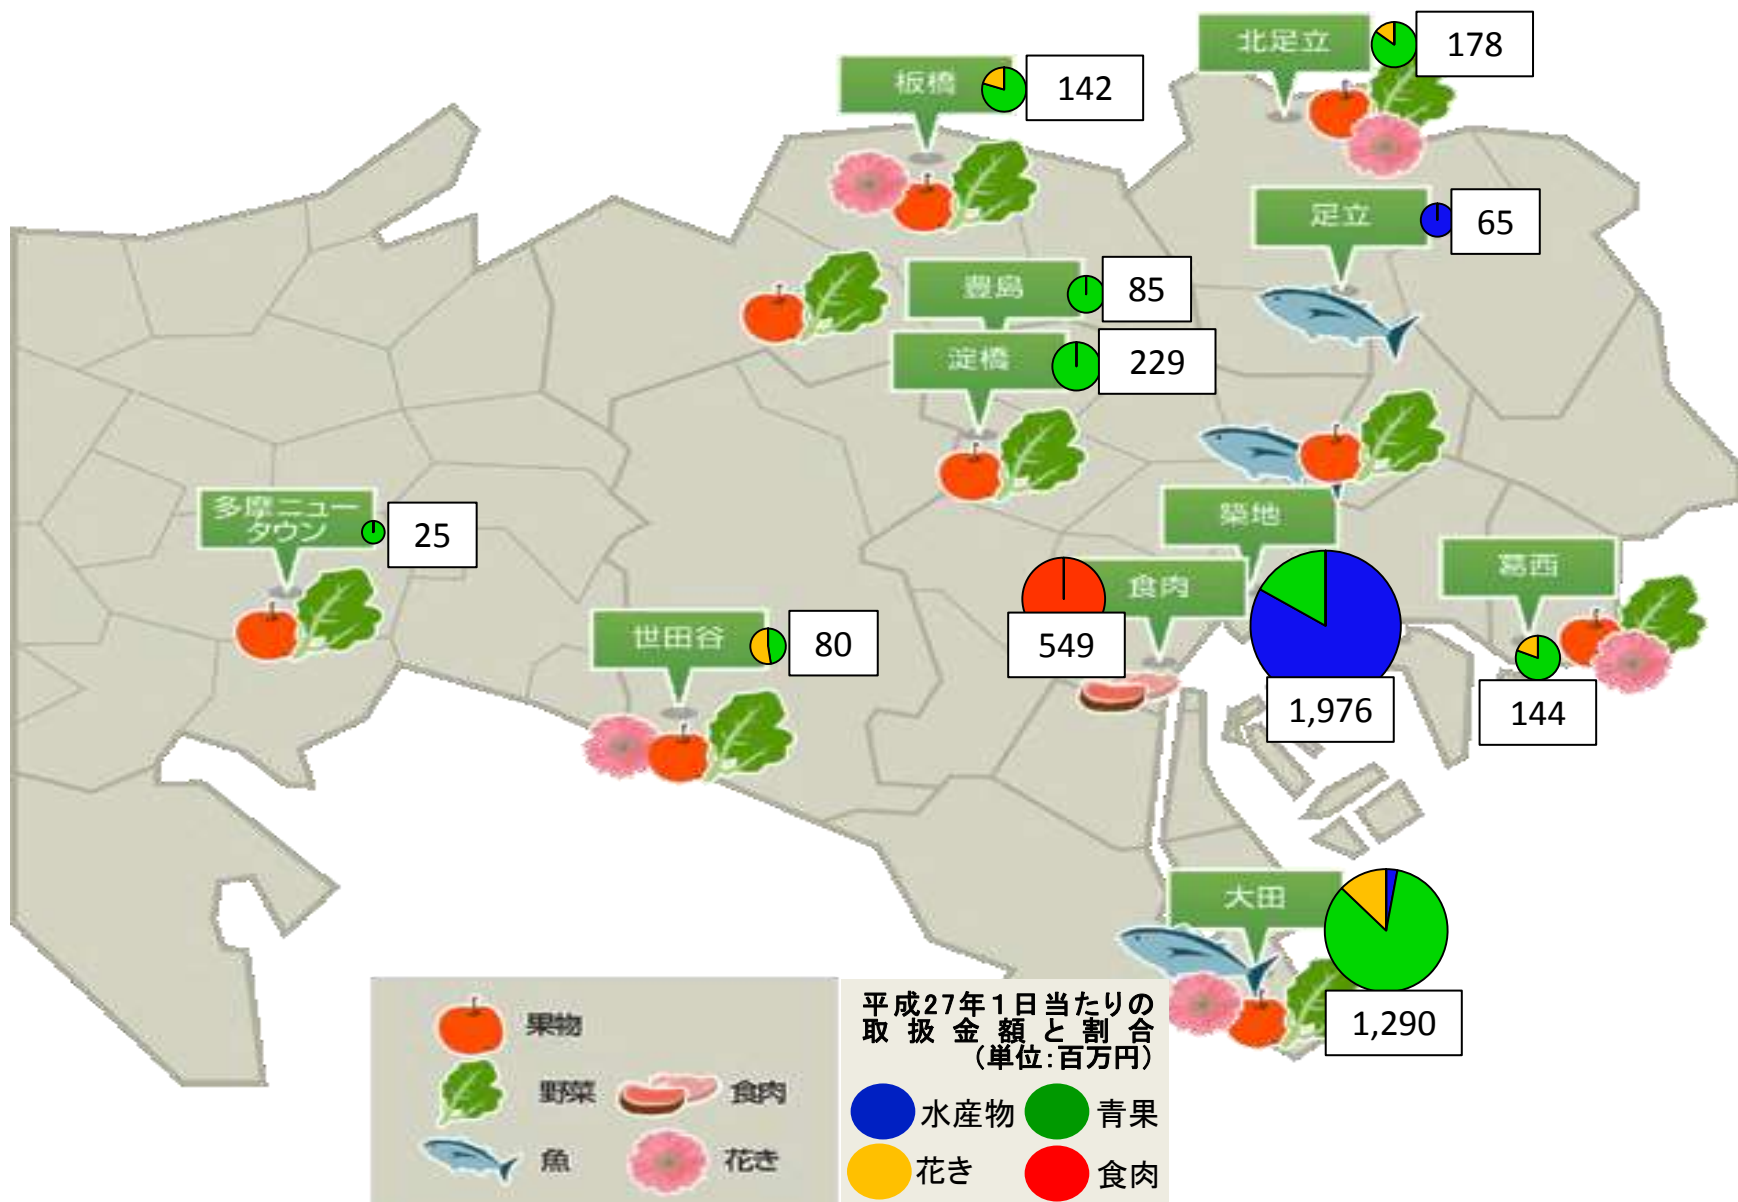 北足立
178
板橋
142
足立
65
豊島
85
淀橋
229
多摩ニュー
タウン
25
築地
1,976
食肉
549
葛西
144
世田谷
80
大田
1,290
果物
野菜
食肉
魚
花き
平成27年1日当たりの
取扱金額と割合
(単位:百万円)
水産物
青果
花き
食肉